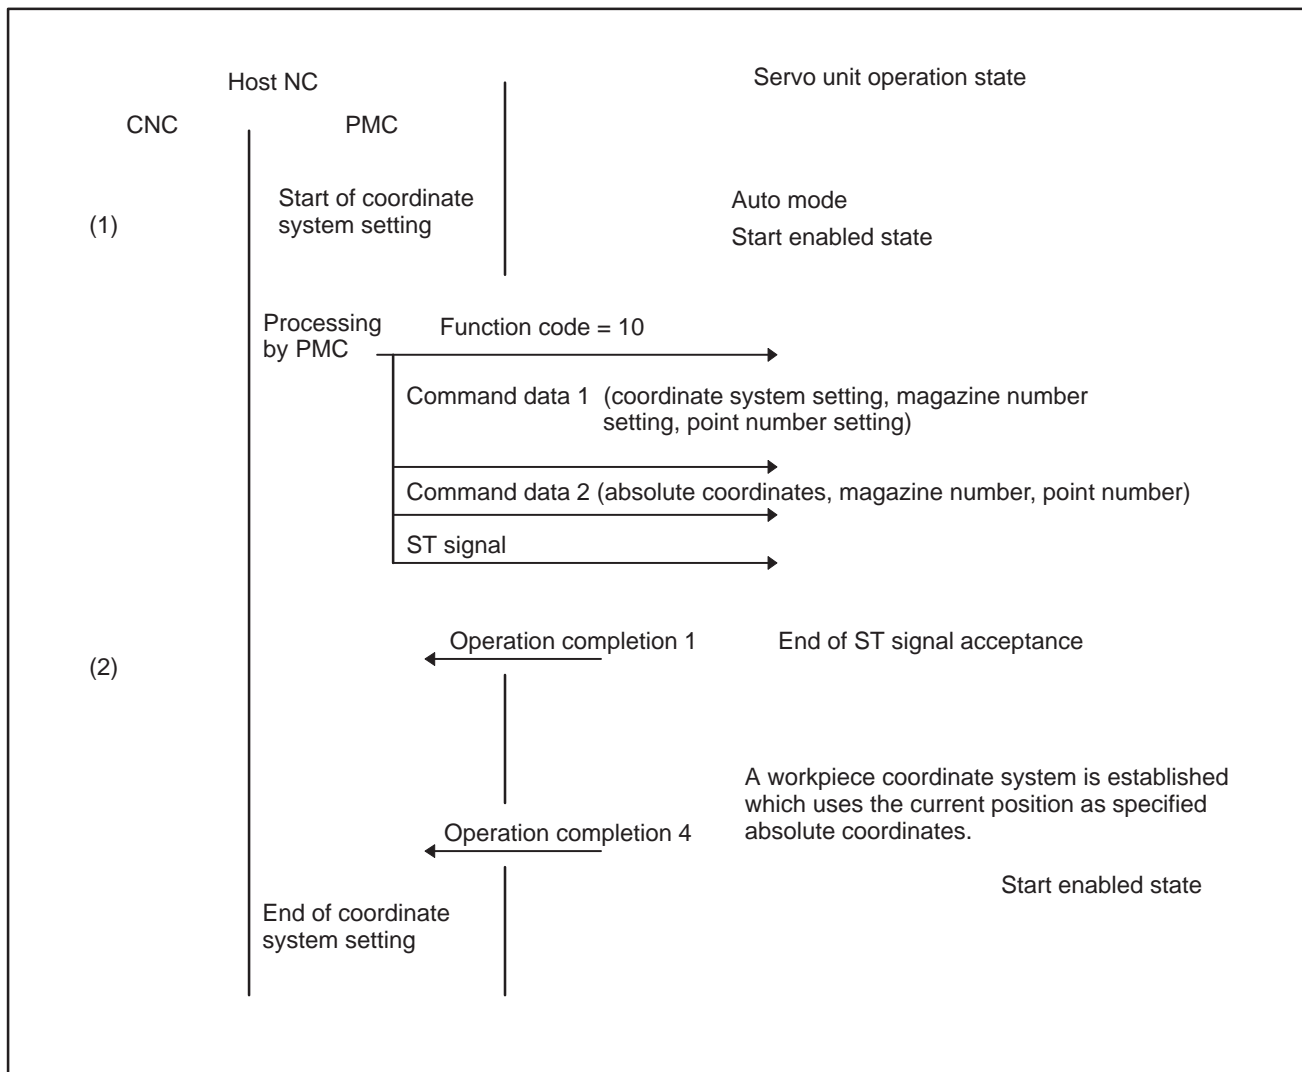 Host NC
Servo unit operation state
CNC
PMC
(1)
Start of coordinate
system setting
Auto mode
Start enabled state
Processing
by PMC
Function code = 10
Command data 1 (coordinate system setting, magazine number
setting, point number setting)
Command data 2 (absolute coordinates, magazine number, point number)
ST signal
(2)
Operation completion 1
End of ST signal acceptance
A workpiece coordinate system is established
which uses the current position as specified
absolute coordinates.
Operation completion 4
Start enabled state
End of coordinate
system setting